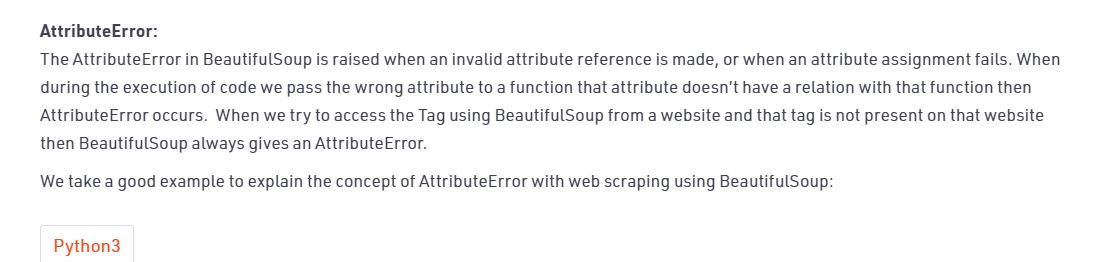 AttributeError:
The AttributeError in BeautifulSoup is raised when an invalid attribute reference is made, or when an attribute assignment fails. When
during the execution of code we pass the wrong attribute to a function that attribute doesn’t have a relation with that function then
AttributeError occurs.  When we try to access the Tag using BeautifulSoup from a website and that tag is not present on that website
then BeautifulSoup always gives an AttributeError.
We take a good example to explain the concept of AttributeError with web scraping using BeautifulSoup:
Python3